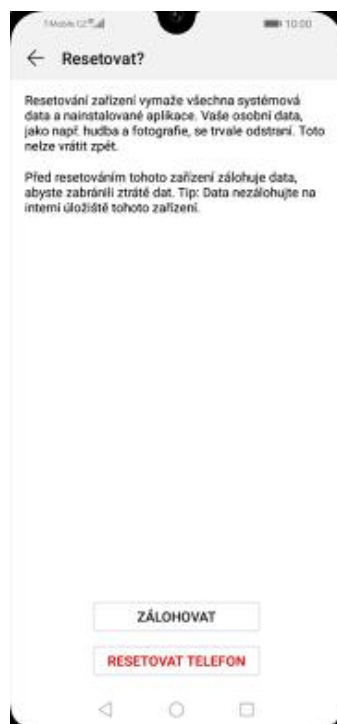 T-Mobile CZ 10:00
Resetovat?
Resetování zařízení vymaže všechna systémová
data a nainstalované aplikace. Vaše osobní data,
jako např. hudba a fotografie, se trvale odstraní. Toto
nelze vrátit zpět.
Před resetováním tohoto zařízení zálohuje data,
abyste zabránili ztrátě dat. Tip: Data nezálohujte na
interní úložiště tohoto zařízení.
ZÁLOHOVAT
RESETOVAT TELEFON